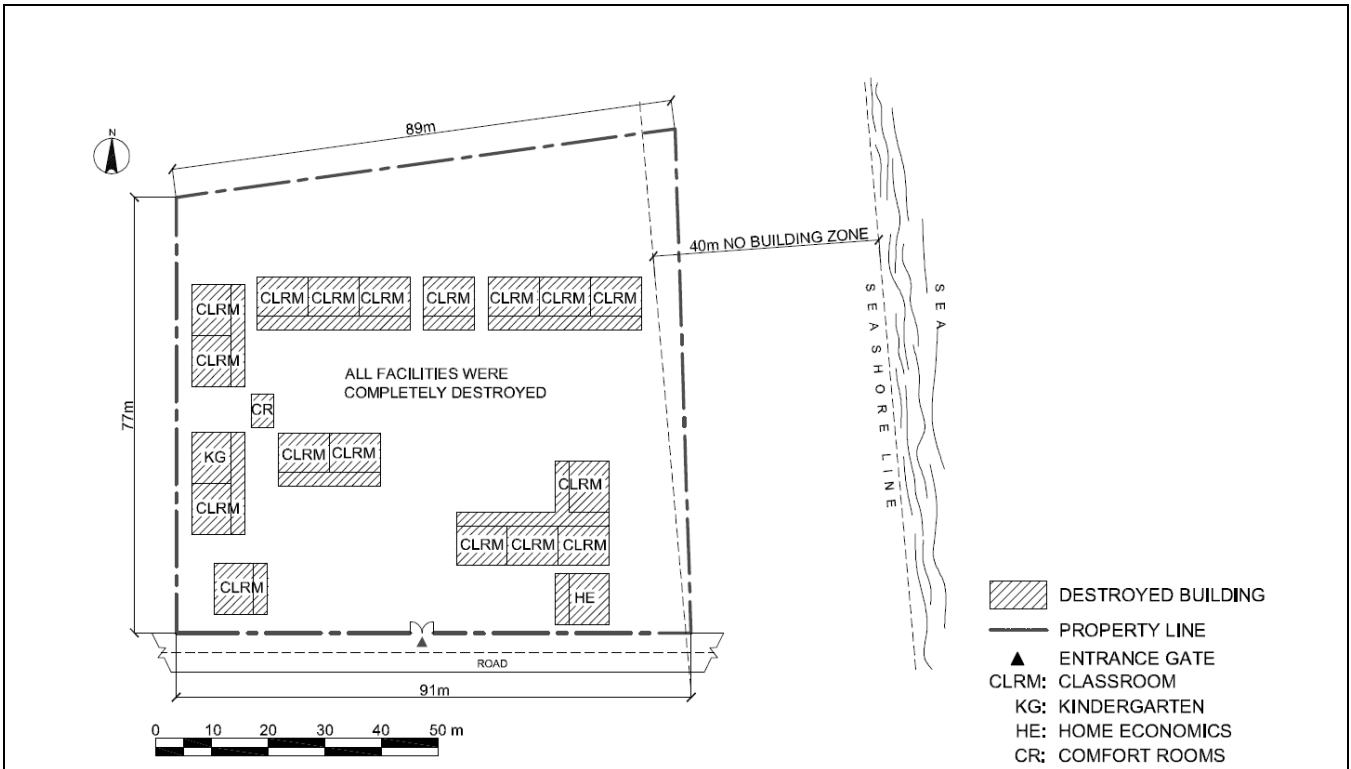 N
89m
40m NO BUILDING ZONE
CLRM
CLRM
CLRM
CLRM
CLRM
CLRM
CLRM
CLRM
CLRM
SEASHORE LINE
SEA
ALL FACILITIES WERE
COMPLETELY DESTROYED
77m
CR
KG
CLRM
CLRM
CLRM
CLRM
CLRM
CLRM
CLRM
CLRM
HE
ROAD
91m
0 10 20 30 40 50 m
DESTROYED BUILDING
PROPERTY LINE
ENTRANCE GATE
CLRM: CLASSROOM
KG: KINDERGARTEN
HE: HOME ECONOMICS
CR: COMFORT ROOMS